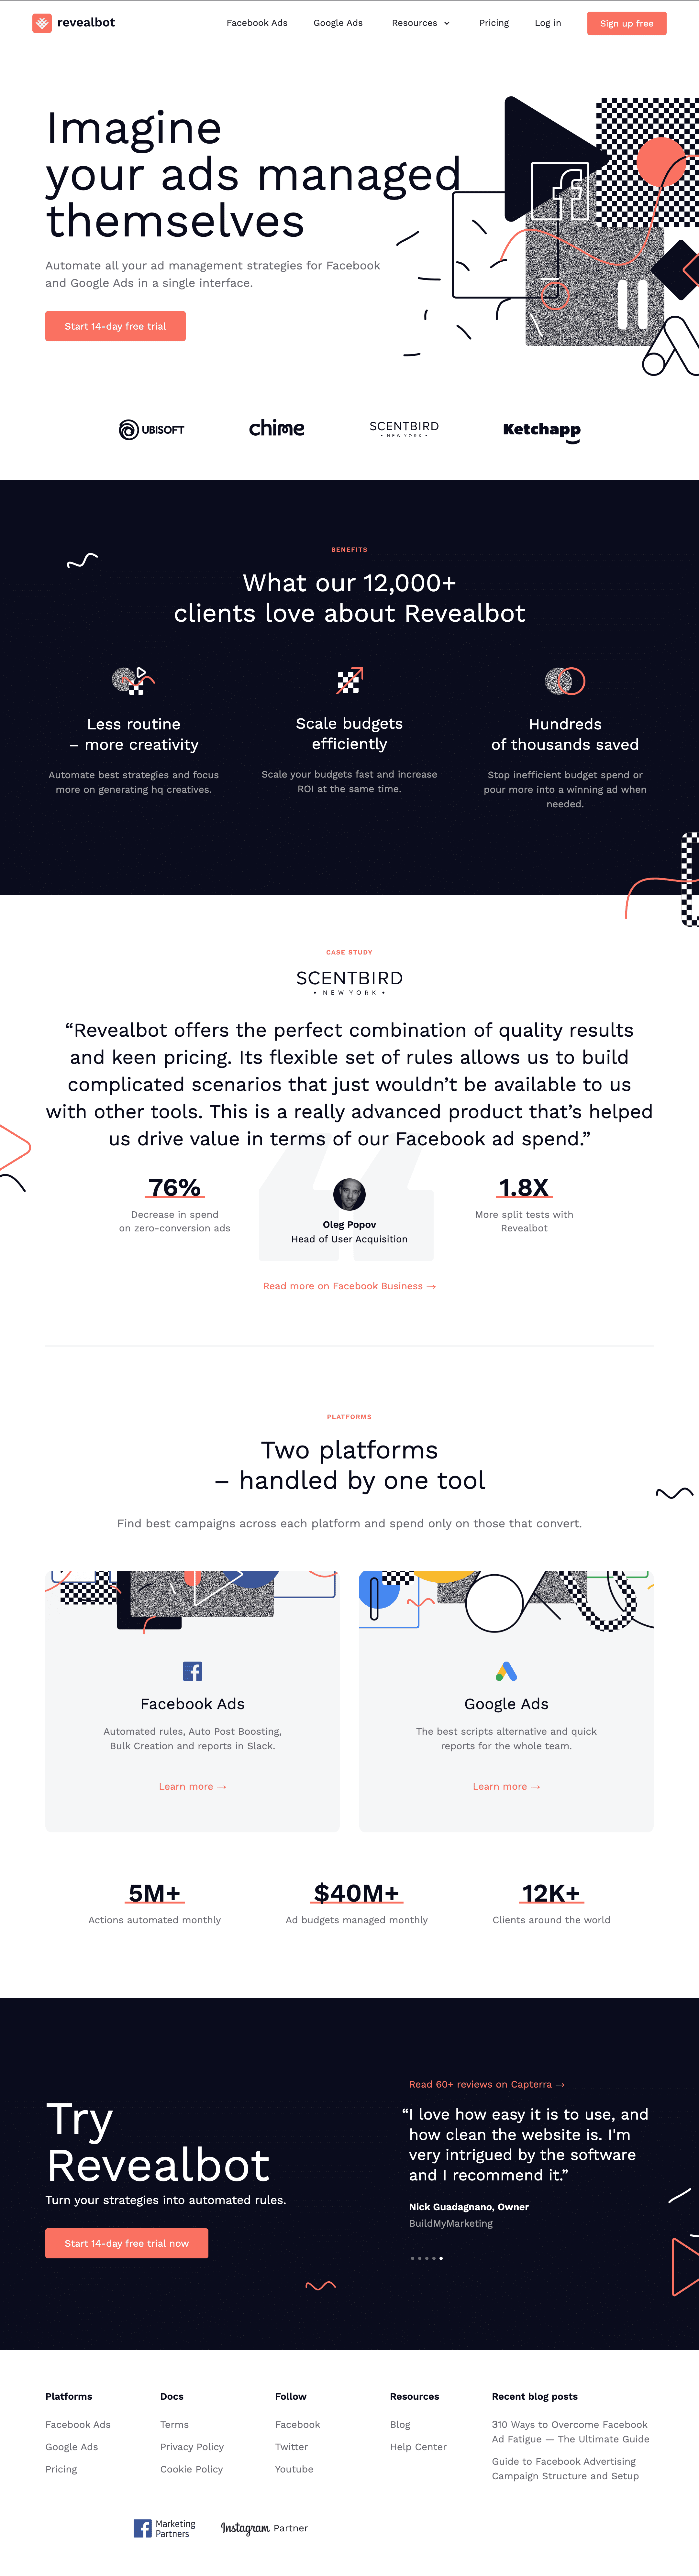 revealbot
Facebook Ads
Google Ads
Resources
Pricing
Log in
Sign up free
Imagine
your ads managed
themselves
Automate all your ad management strategies for Facebook
and Google Ads in a single interface.
Start 14-day free trial
UBISOFT
chime
SCENTBIRD
• NEW YORK •
Ketchapp
BENEFITS
What our 12,000+
clients love about Revealbot
Less routine
– more creativity
Automate best strategies and focus
more on generating hq creatives.
Scale budgets
efficiently
Scale your budgets fast and increase
ROI at the same time.
Hundreds
of thousands saved
Stop inefficient budget spend or
pour more into a winning ad when
needed.
CASE STUDY
SCENTBIRD
• NEW YORK •
“Revealbot offers the perfect combination of quality results
and keen pricing. Its flexible set of rules allows us to build
complicated scenarios that just wouldn’t be available to us
with other tools. This is a really advanced product that’s helped
us drive value in terms of our Facebook ad spend.”
76%
Decrease in spend
on zero-conversion ads
Oleg Popov
Head of User Acquisition
1.8X
More split tests with
Revealbot
Read more on Facebook Business →
PLATFORMS
Two platforms
– handled by one tool
Find best campaigns across each platform and spend only on those that convert.
Facebook Ads
Automated rules, Auto Post Boosting,
Bulk Creation and reports in Slack.
Learn more →
Google Ads
The best scripts alternative and quick
reports for the whole team.
Learn more →
5M+
Actions automated monthly
$40M+
Ad budgets managed monthly
12K+
Clients around the world
Try
Revealbot
Turn your strategies into automated rules.
Start 14-day free trial now
Read 60+ reviews on Capterra →
“I love how easy it is to use, and
how clean the website is. I'm
very intrigued by the software
and I recommend it.”
Nick Guadagnano, Owner
BuildMyMarketing
Platforms
Facebook Ads
Google Ads
Pricing
Docs
Terms
Privacy Policy
Cookie Policy
Follow
Facebook
Twitter
Youtube
Resources
Blog
Help Center
Recent blog posts
310 Ways to Overcome Facebook
Ad Fatigue — The Ultimate Guide
Guide to Facebook Advertising
Campaign Structure and Setup
Marketing
Partners
Instagram Partner